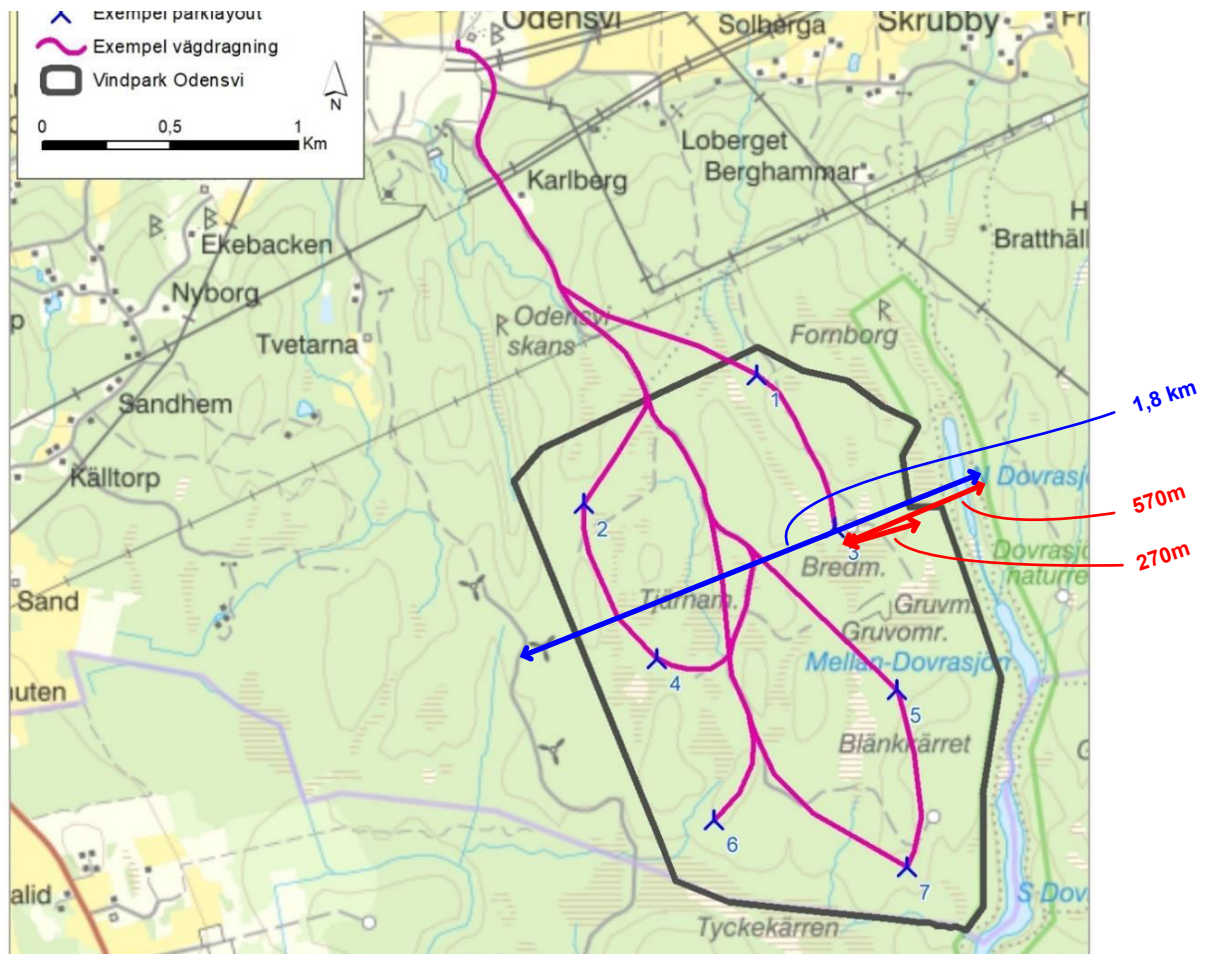 Exempel parklayout
Exempel vägdragning
Vindpark Odensvi
N
0 0,5 1
Km
Odensvi
Solberga
Skrubby
Loberget
Berghammar
Karlberg
Bratthäll
Ekebacken
Nyborg
Odensvi
skans
Fornborg
Tvetarna
1
1,8 km
Sandhem
Källtorp
Dovrasjö
570m
2
3
Dovrasjö
naturre
270m
Bredm.
Sand
Tjärnam.
Gruvm.
Gruvomr.
Mellan-Dovrasjön
4
5
Blänkkärret
6
7
alid
S Dov
Tyckekärren